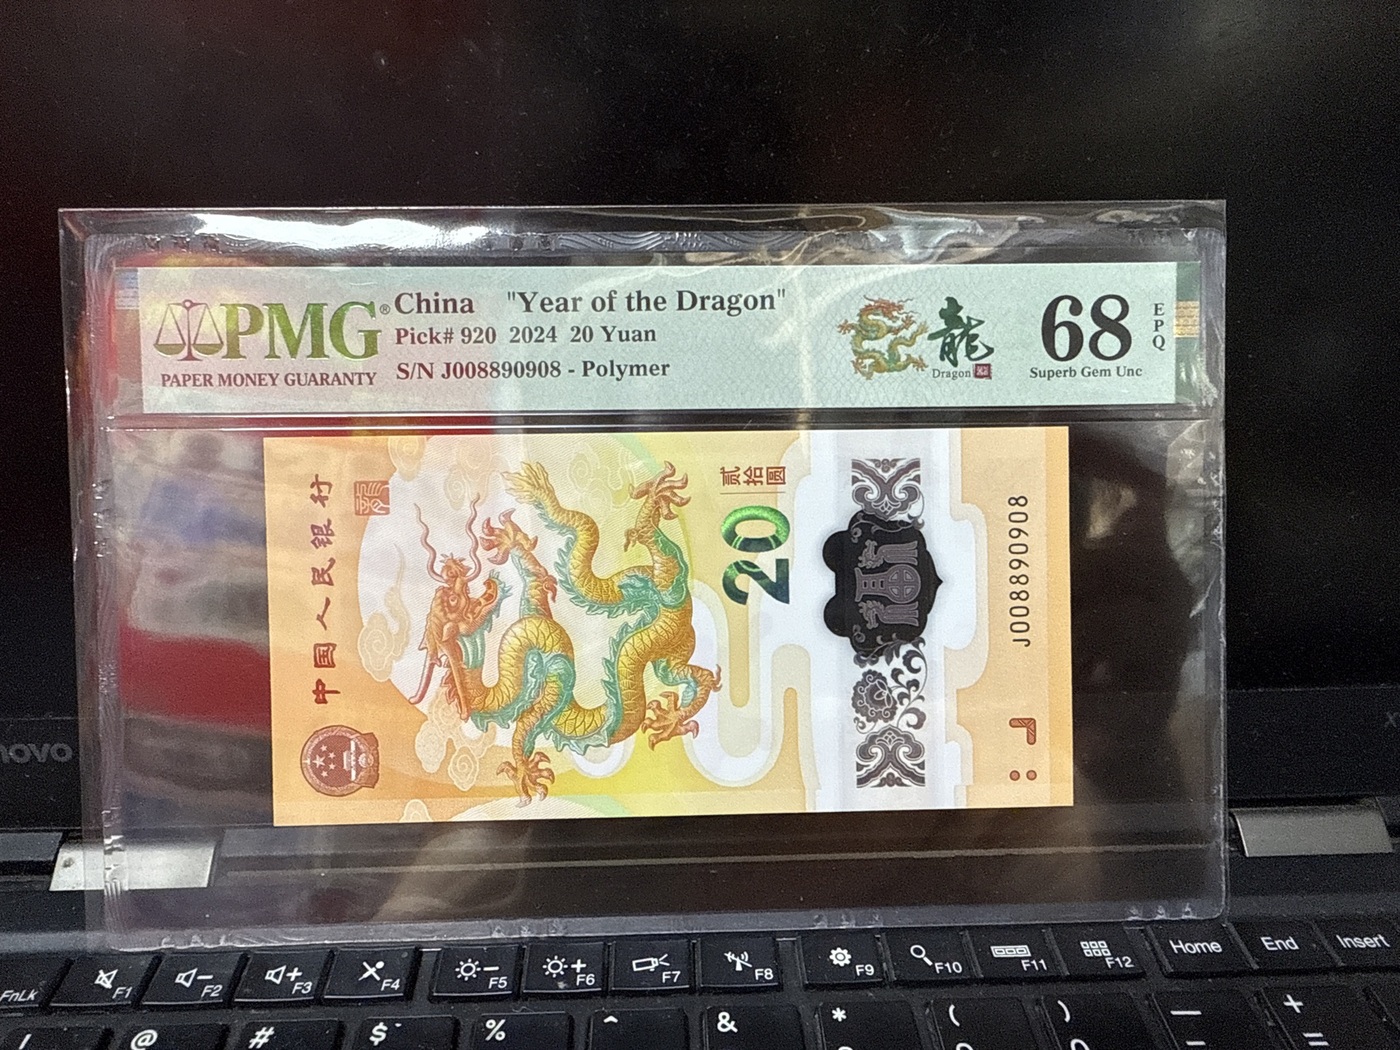 PMG®
PAPER MONEY GUARANTY
China "Year of the Dragon"
Pick# 920 2024 20 Yuan
S/N J008890908 - Polymer
龍
Dragon
68
EPQ
Superb Gem Unc
中国人民银行
贰拾圆
20
J008890908
novo
FnLk
F1
F2
F3
F4
F5
F6
F7
F8
F9
F10
F11
F12
Home
End
Insert
@
#
$
%
^
&
*
(
)
—
+
=